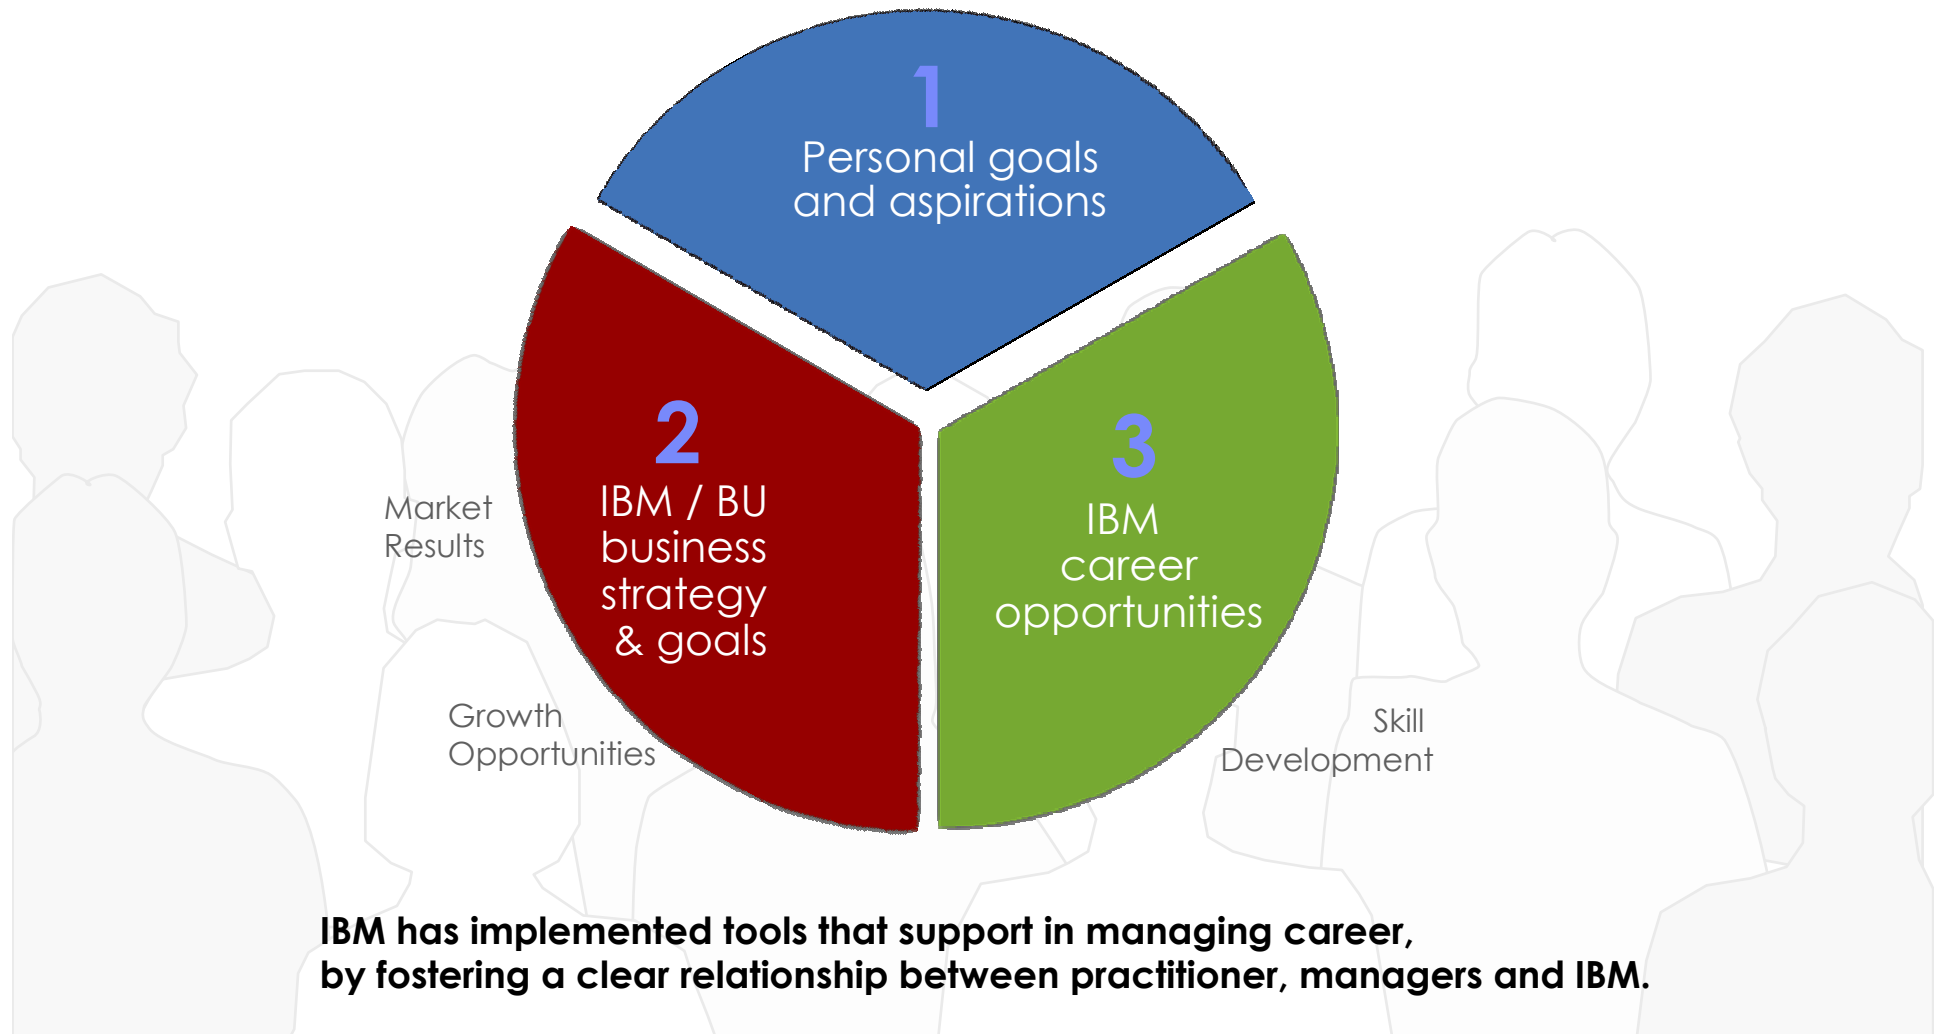 1
Personal goals
and aspirations
2
IBM / BU
business
strategy
& goals
3
IBM
career
opportunities
Market
Results
Growth
Opportunities
Skill
Development
IBM has implemented tools that support in managing career,
by fostering a clear relationship between practitioner, managers and IBM.